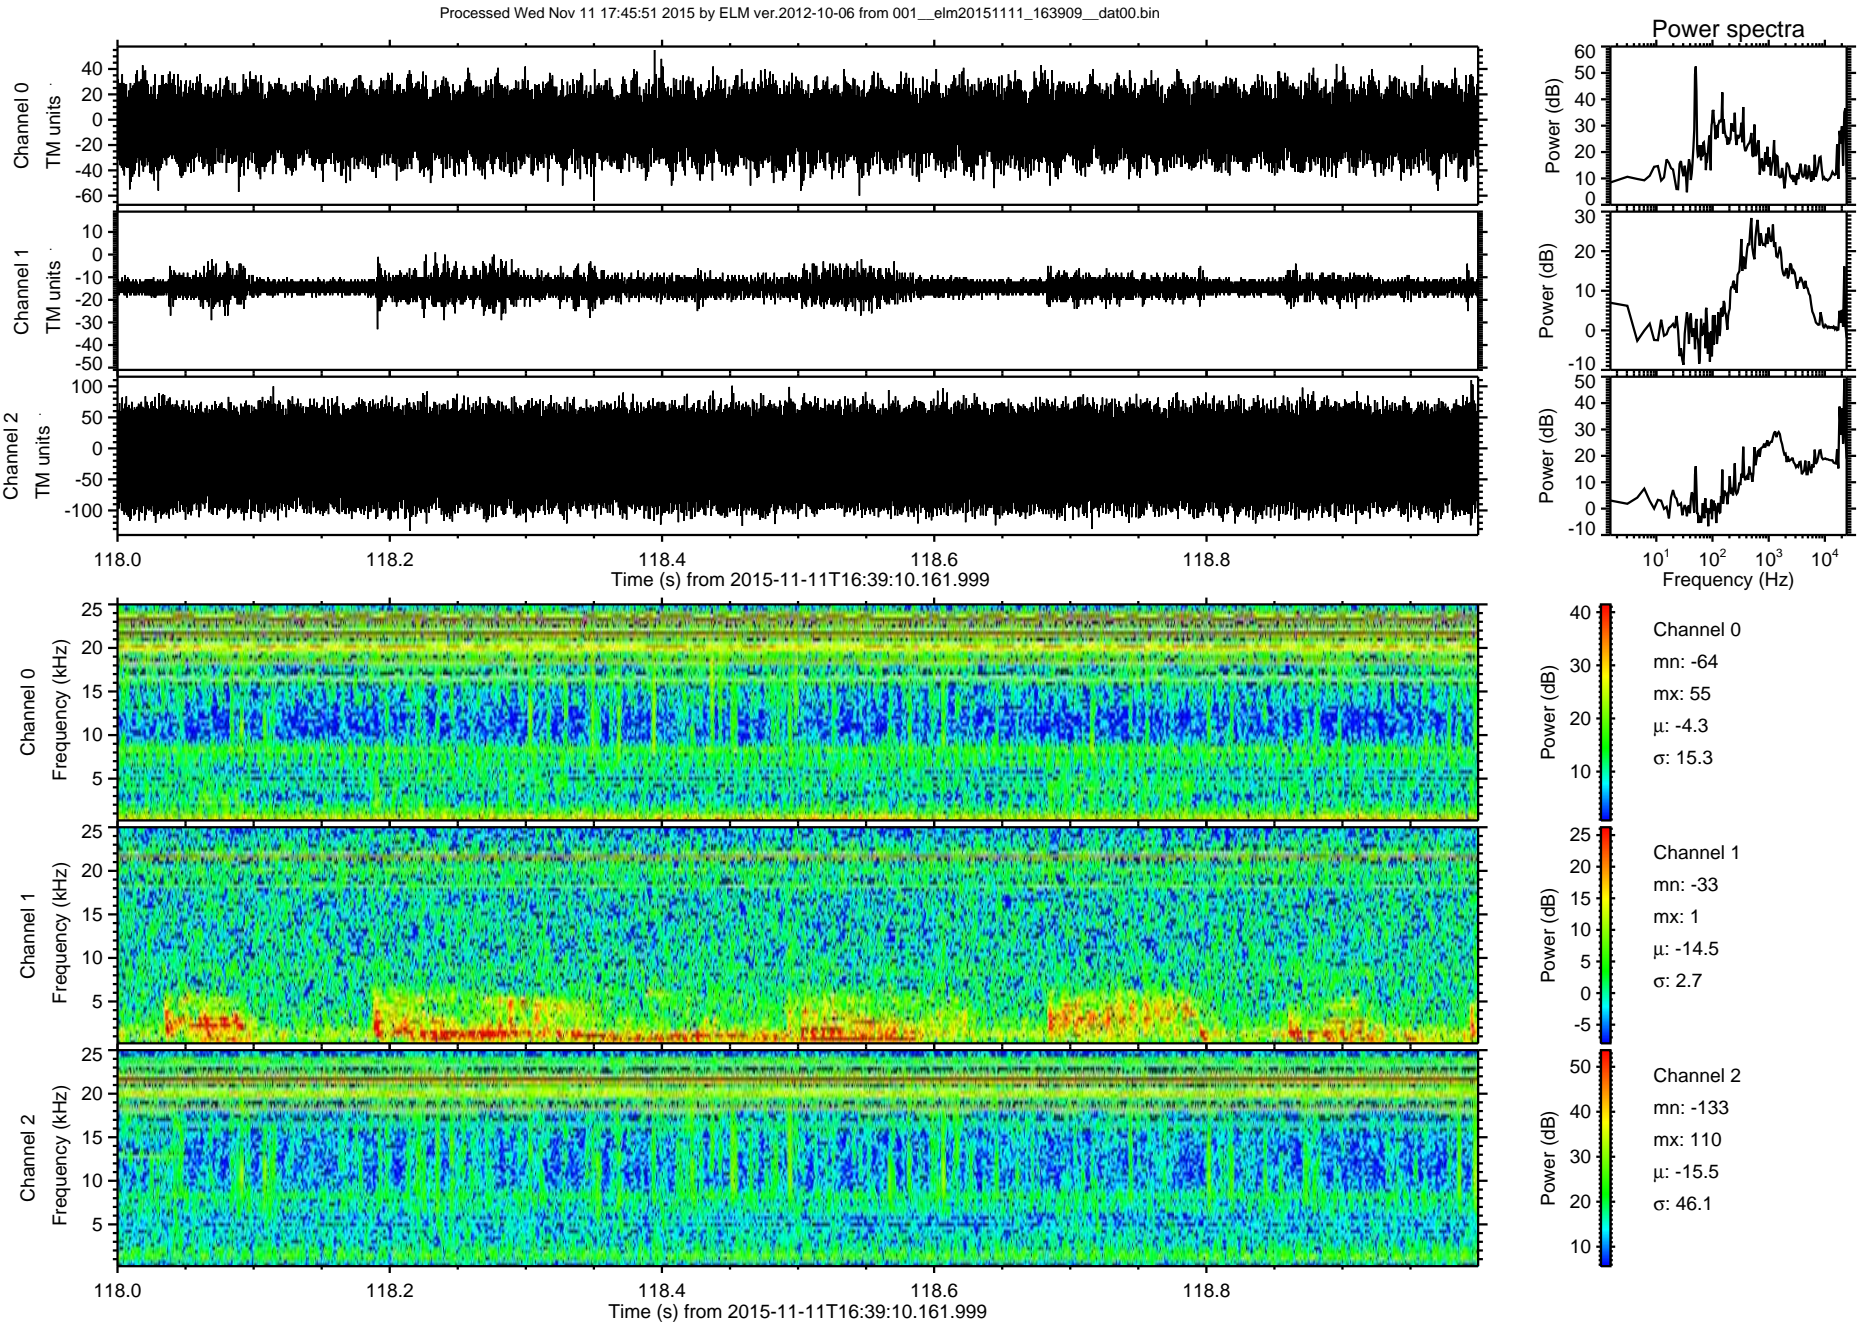 Processed Wed Nov 11 17:45:51 2015 by ELM ver.2012-10-06 from 001__elm20151111_163909__dat00.bin
Power spectra
Channel 0
TM units
40
20
0
-20
-40
-60
Power (dB)
60
50
40
30
20
10
0
Channel 1
TM units
10
0
-10
-20
-30
-40
-50
Power (dB)
30
20
10
0
-10
Channel 2
TM units
100
50
0
-50
-100
Power (dB)
50
40
30
20
10
0
-10
118.0 118.2 118.4 118.6 118.8
Time (s) from 2015-11-11T16:39:10.161.999
10^1 10^2 10^3 10^4
Frequency (Hz)
Channel 0
Frequency (kHz)
25
20
15
10
5
Power (dB)
40
30
20
10
Channel 0
mn: -64
mx: 55
μ: -4.3
σ: 15.3
Channel 1
Frequency (kHz)
25
20
15
10
5
Power (dB)
25
20
15
10
5
0
-5
Channel 1
mn: -33
mx: 1
μ: -14.5
σ: 2.7
Channel 2
Frequency (kHz)
25
20
15
10
5
Power (dB)
50
40
30
20
10
Channel 2
mn: -133
mx: 110
μ: -15.5
σ: 46.1
118.0 118.2 118.4 118.6 118.8
Time (s) from 2015-11-11T16:39:10.161.999